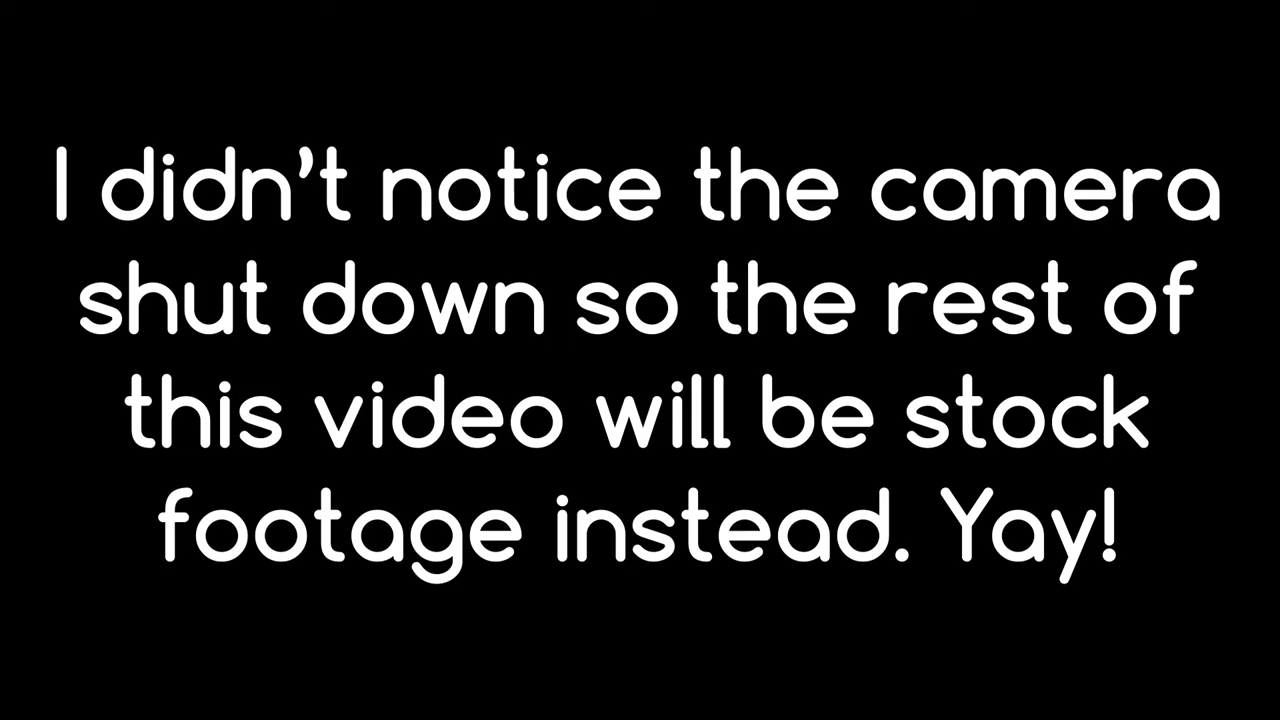 I didn’t notice the camera
shut down so the rest of
this video will be stock
footage instead. Yay!